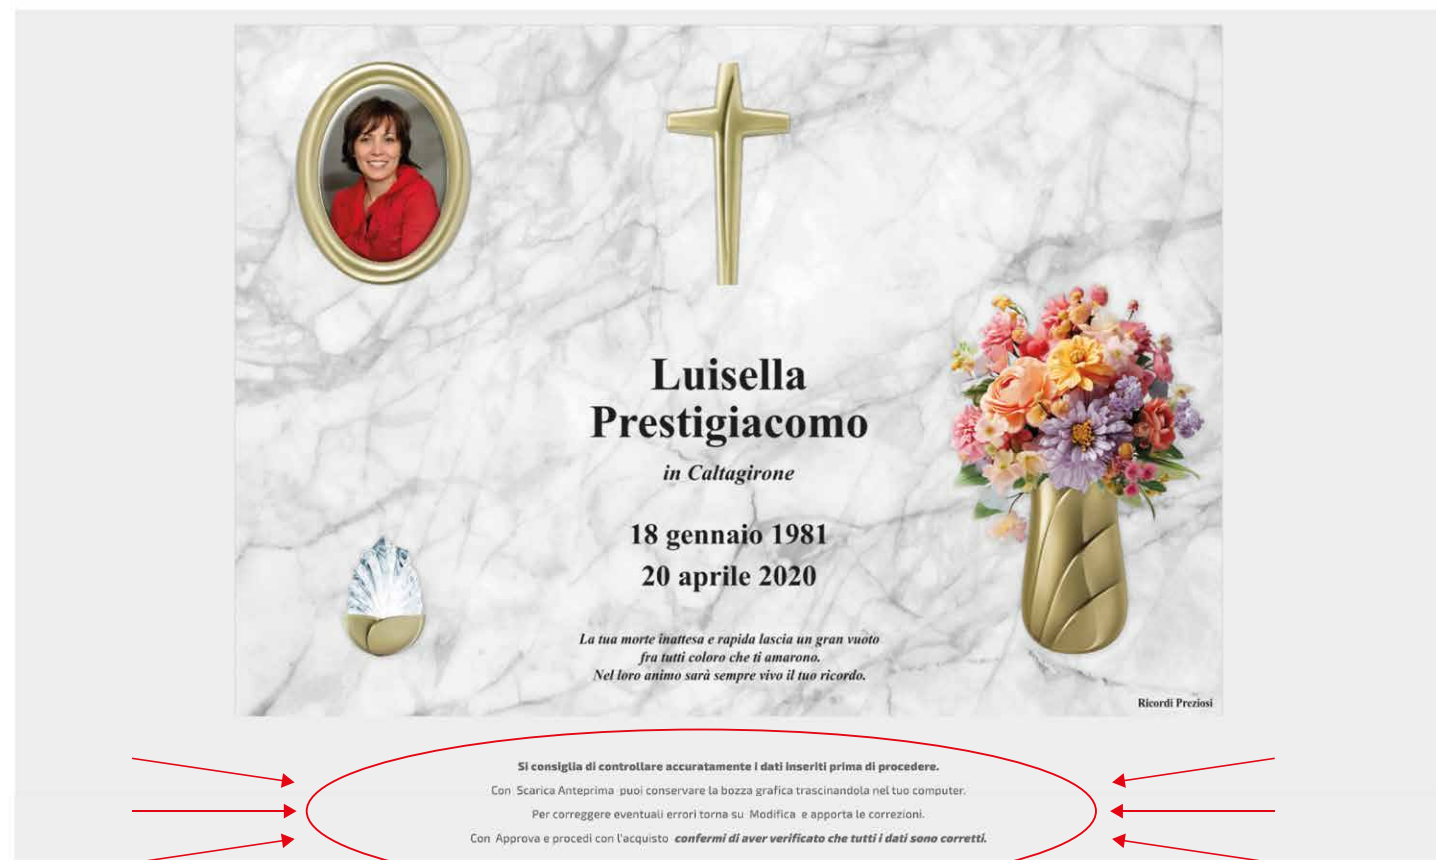 Luisella
Prestigiacomo
in Caltagirone
18 gennaio 1981
20 aprile 2020
La tua morte inattesa e rapida lascia un gran vuoto
fra tutti coloro che ti amarono.
Nel loro animo sarà sempre vivo il tuo ricordo.
Ricordi Preziosi
Si consiglia di controllare accuratamente i dati inseriti prima di procedere.
Con Scarica Anteprima puoi conservare la bozza grafica trascinandola nel tuo computer.
Per correggere eventuali errori torna su Modifica e apporta le correzioni.
Con Approva e procedi con l'acquisto confermi di aver verificato che tutti i dati sono corretti.